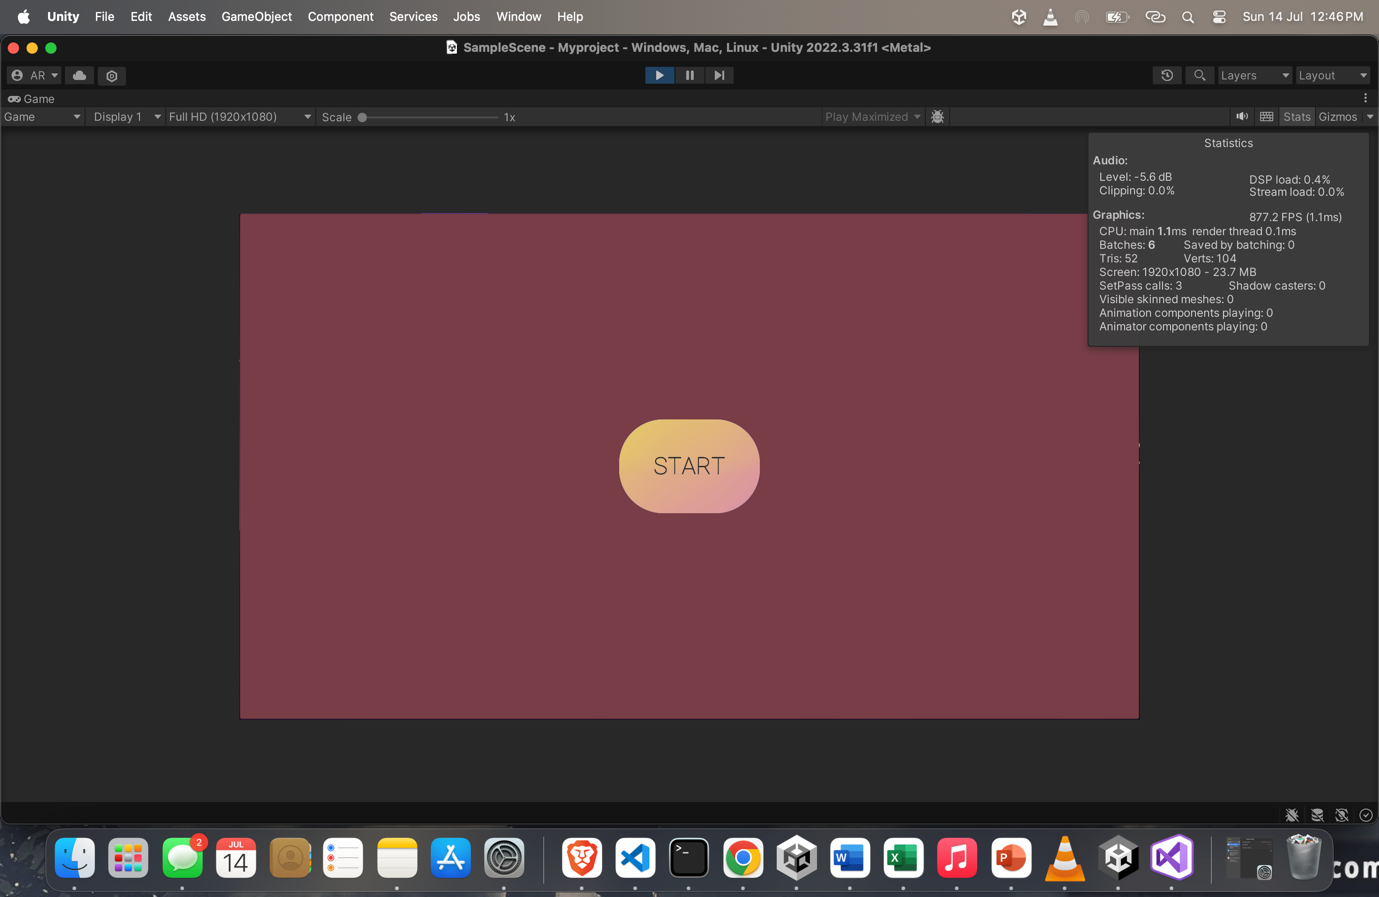 Unity File Edit Assets GameObject Component Services Jobs Window Help Sun 14 Jul 12:46 PM
SampleScene - Myproject - Windows, Mac, Linux - Unity 2022.3.31f1 <Metal>
AR Layers Layout
Game
Game Display 1 Full HD (1920x1080) Scale 1x Play Maximized Stats Gizmos
Statistics
Audio:
Level: -5.6 dB DSP load: 0.4%
Clipping: 0.0% Stream load: 0.0%
Graphics: 877.2 FPS (1.1ms)
CPU: main 1.1ms render thread 0.1ms
Batches: 6 Saved by batching: 0
Tris: 52 Verts: 104
Screen: 1920x1080 - 23.7 MB
SetPass calls: 3 Shadow casters: 0
Visible skinned meshes: 0
Animation components playing: 0
Animator components playing: 0
START
2
JUL
14
W
X
P
com